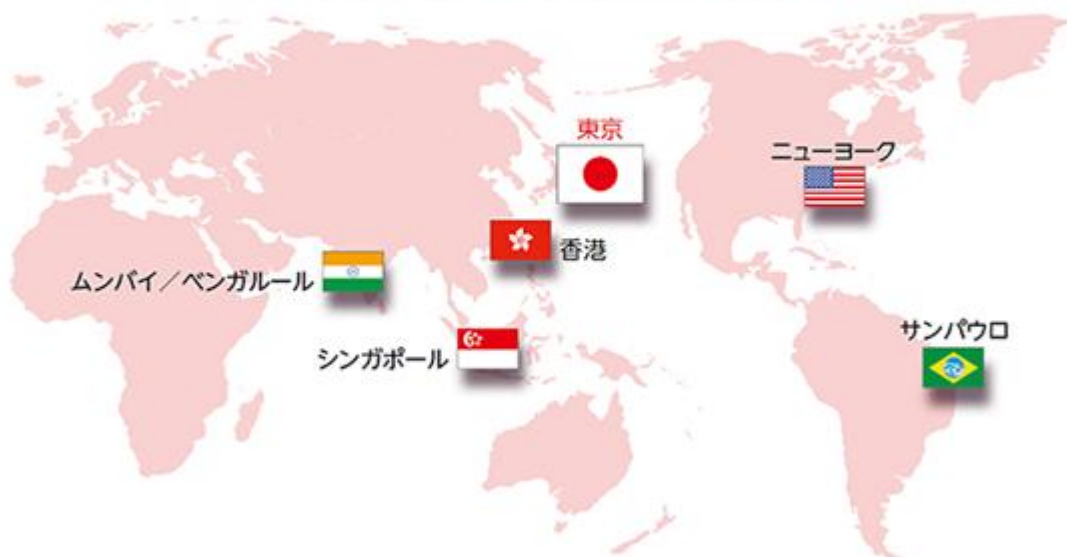 東京
ニューヨーク
香港
ムンバイ／ベンガルール
サンパウロ
シンガポール